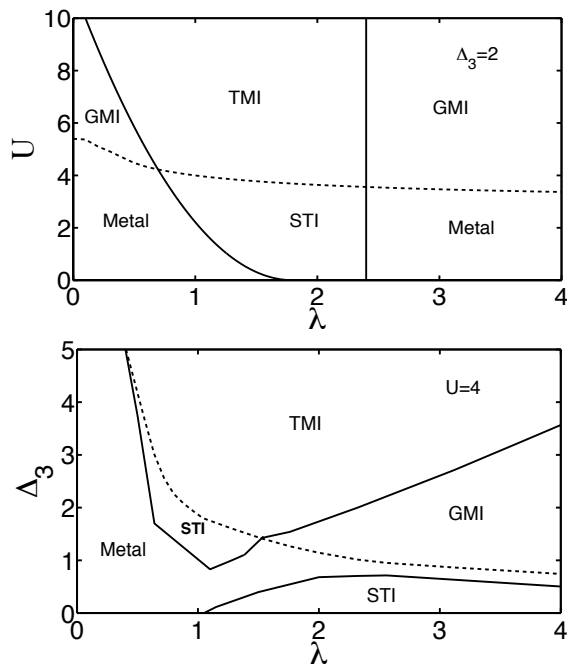 10
8
6
4
2
0
U
GMI
TMI
Δ₃=2
GMI
Metal
STI
Metal
0 1 2 3 4
λ
5
4
3
2
1
0
Δ₃
U=4
TMI
STI
Metal
GMI
STI
0 1 2 3 4
λ